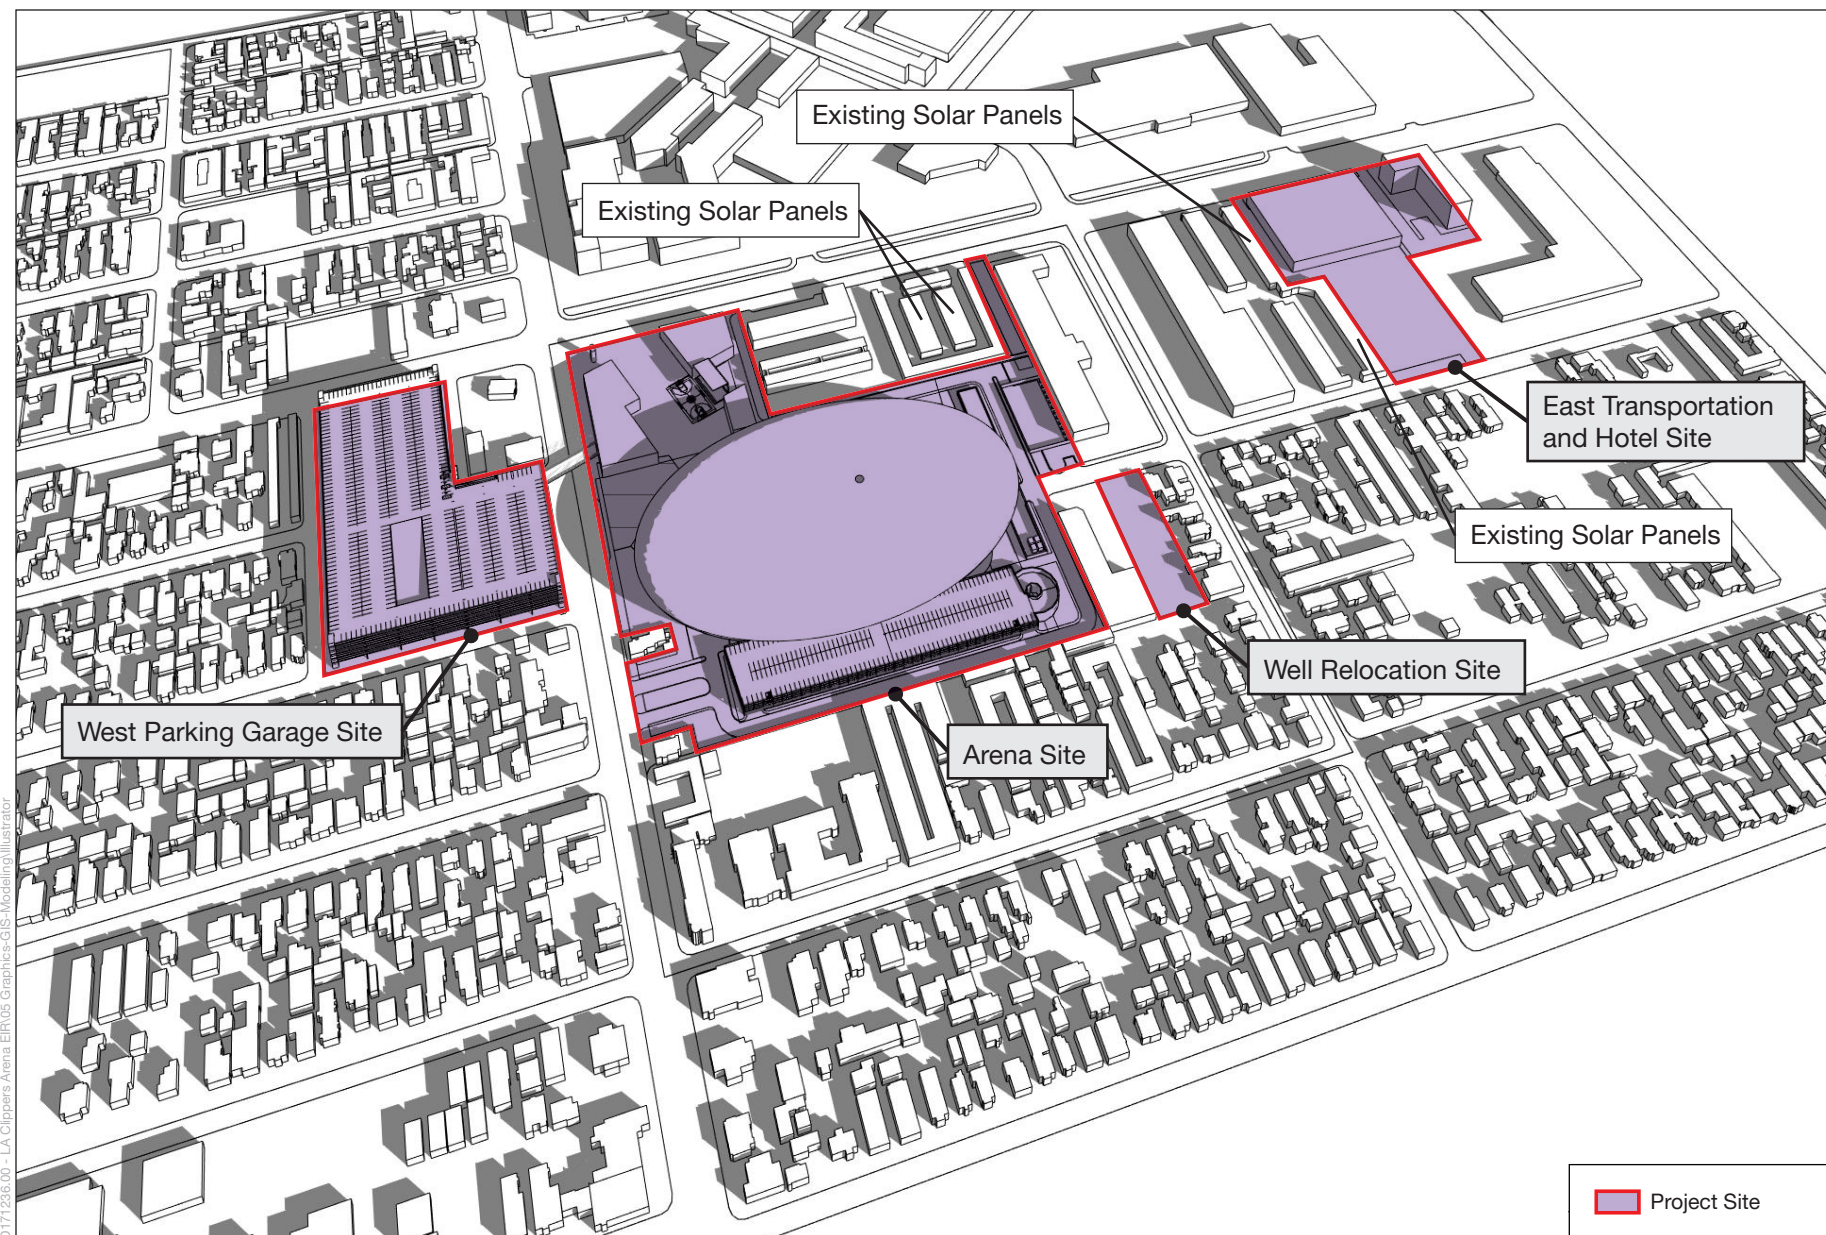 Existing Solar Panels
Existing Solar Panels
East Transportation
and Hotel Site
Existing Solar Panels
Well Relocation Site
West Parking Garage Site
Arena Site
Project Site
D171236.00 - LA Clippers Arena EIR\05 Graphics-GIS-Modeling\Illustrator